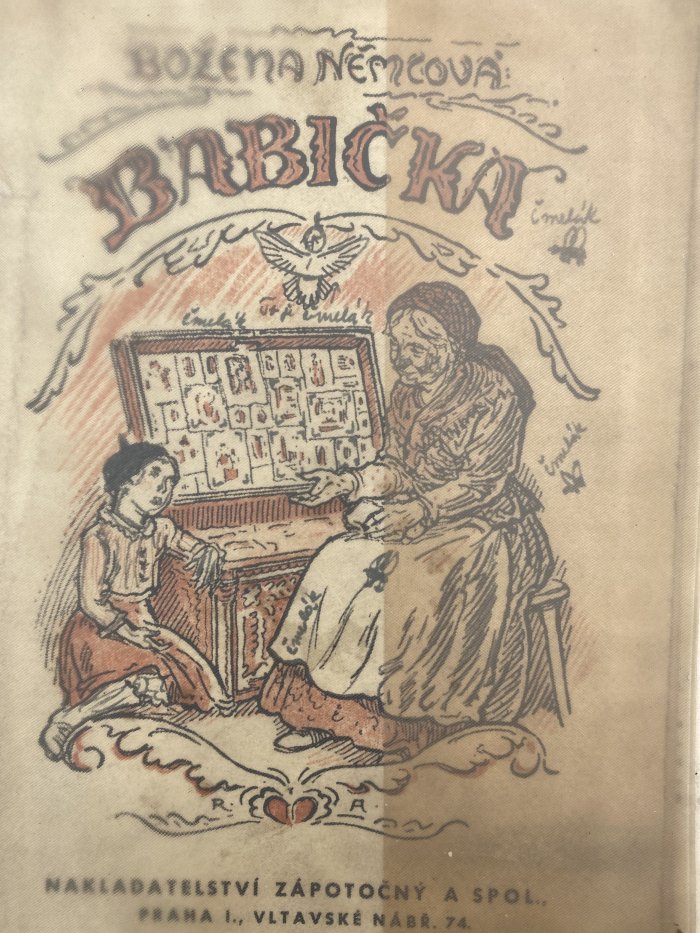 BOŽENA NĚMCOVÁ:
BABIČKA
čmelák
čmelák
čmelák
čmelák
čmelák
R. A.
NAKLADATELSTVÍ ZÁPOTOČNÝ A SPOL.,
PRAHA I., VLTAVSKÉ NÁBŘ. 74.